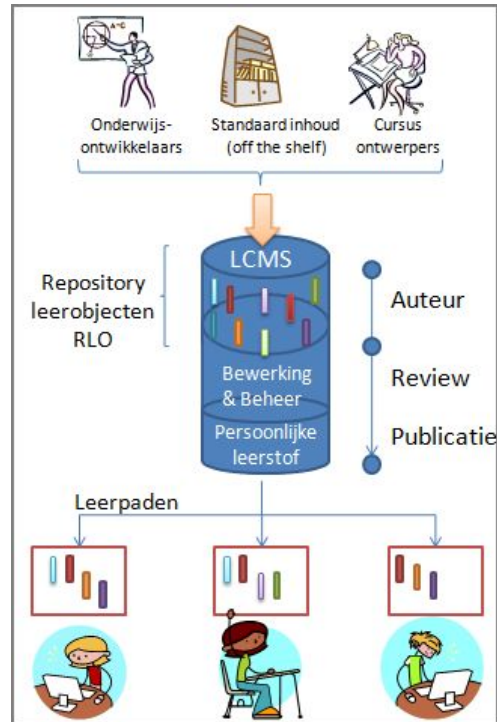 Onderwijs-
ontwikkelaars
Standaard inhoud
(off the shelf)
Cursus
ontwerpers
LCMS
Repository
leerobjecten
RLO
Auteur
Bewerking
& Beheer
Review
Persoonlijke
leerstof
Publicatie
Leerpaden